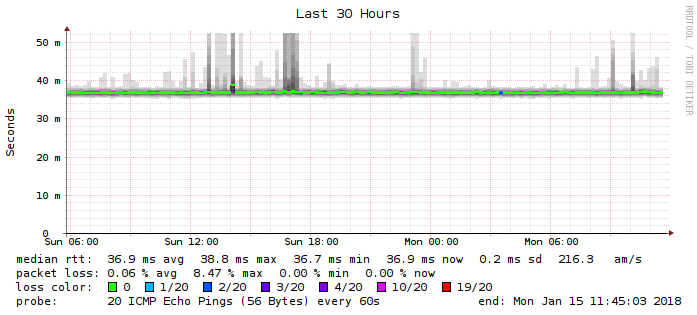 Last 30 Hours
RRDTOOL / TOBI OETIKER
Seconds
50 m
40 m
30 m
20 m
10 m
0
Sun 06:00 Sun 12:00 Sun 18:00 Mon 00:00 Mon 06:00
median rtt: 36.9 ms avg 38.8 ms max 36.7 ms min 36.9 ms now 0.2 ms sd 216.3 am/s
packet loss: 0.06 % avg 8.47 % max 0.00 % min 0.00 % now
loss color: 0 1/20 2/20 3/20 4/20 10/20 19/20
probe: 20 ICMP Echo Pings (56 Bytes) every 60s end: Mon Jan 15 11:45:03 2018